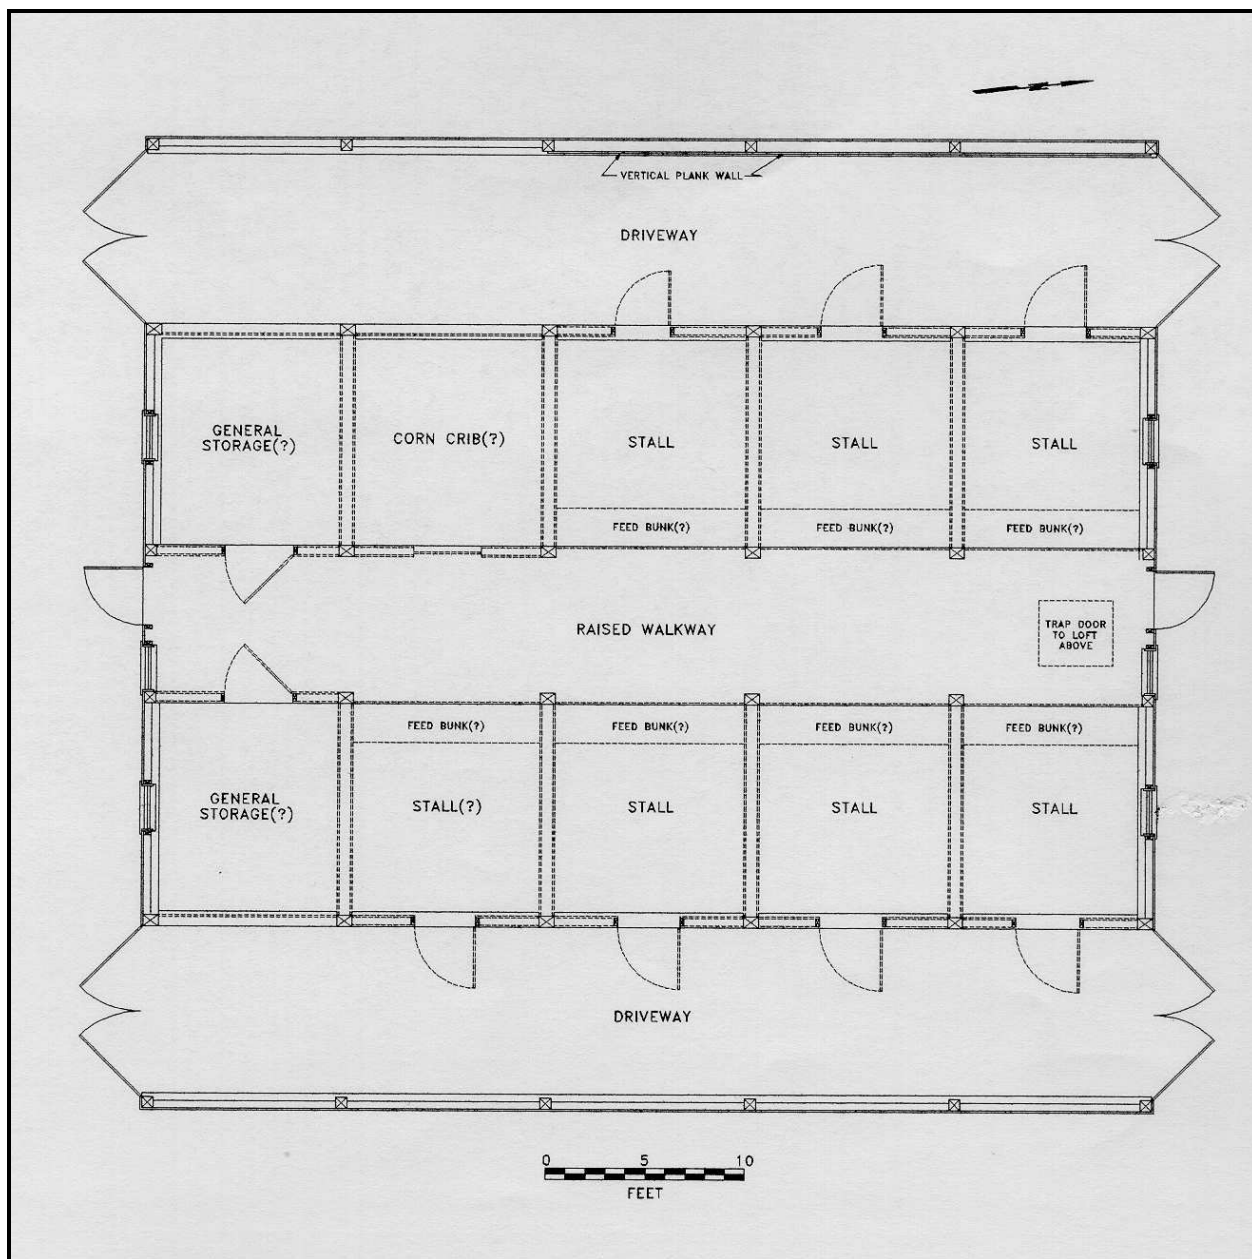 N
VERTICAL PLANK WALL
DRIVEWAY
GENERAL
STORAGE(?)
CORN CRIB(?)
STALL
STALL
STALL
FEED BUNK(?)
FEED BUNK(?)
FEED BUNK(?)
RAISED WALKWAY
TRAP DOOR
TO LOFT
ABOVE
FEED BUNK(?)
FEED BUNK(?)
FEED BUNK(?)
FEED BUNK(?)
GENERAL
STORAGE(?)
STALL(?)
STALL
STALL
STALL
DRIVEWAY
0 5 10
FEET